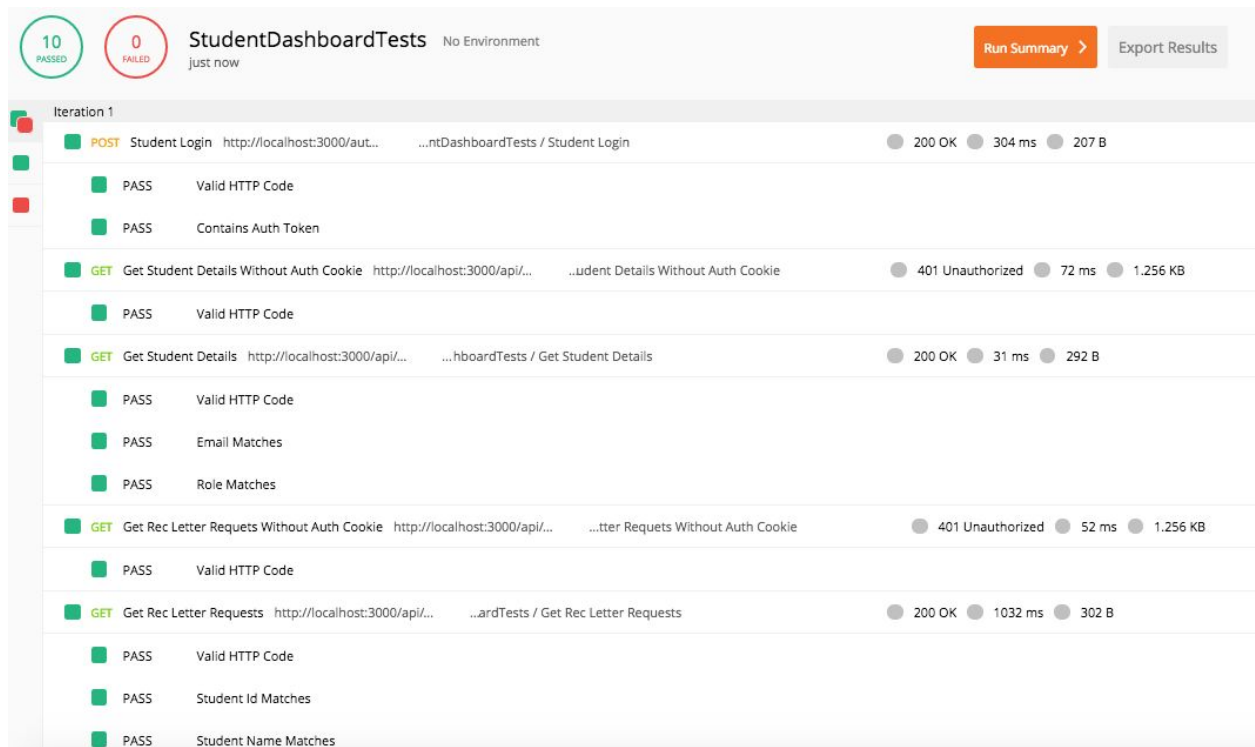 10
PASSED
0
FAILED
StudentDashboardTests No Environment
just now
Run Summary
Export Results
Iteration 1
POST Student Login http://localhost:3000/aut... ...ntDashboardTests / Student Login 200 OK 304 ms 207 B
PASS Valid HTTP Code
PASS Contains Auth Token
GET Get Student Details Without Auth Cookie http://localhost:3000/api/... ...udent Details Without Auth Cookie 401 Unauthorized 72 ms 1.256 KB
PASS Valid HTTP Code
GET Get Student Details http://localhost:3000/api/... ...hboardTests / Get Student Details 200 OK 31 ms 292 B
PASS Valid HTTP Code
PASS Email Matches
PASS Role Matches
GET Get Rec Letter Requets Without Auth Cookie http://localhost:3000/api/... ...tter Requets Without Auth Cookie 401 Unauthorized 52 ms 1.256 KB
PASS Valid HTTP Code
GET Get Rec Letter Requests http://localhost:3000/api/... ...ardTests / Get Rec Letter Requests 200 OK 1032 ms 302 B
PASS Valid HTTP Code
PASS Student Id Matches
PASS Student Name Matches